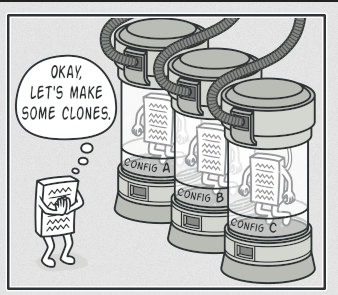 OKAY,
LET'S MAKE
SOME CLONES.
CONFIG A
CONFIG B
CONFIG C